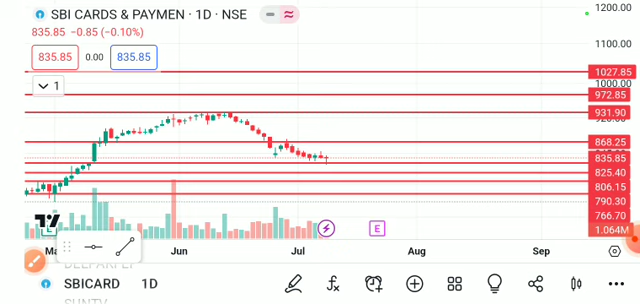 SBI CARDS & PAYMEN · 1D · NSE
835.85 −0.85 (−0.10%)
835.85 0.00 835.85
1
1200.00
1100.00
1027.85
1000.00
972.85
931.90
868.25
835.85
825.40
806.15
790.30
766.70
1.064M
E
E
Jun Jul Aug Sep
SBICARD 1D
SUNTV